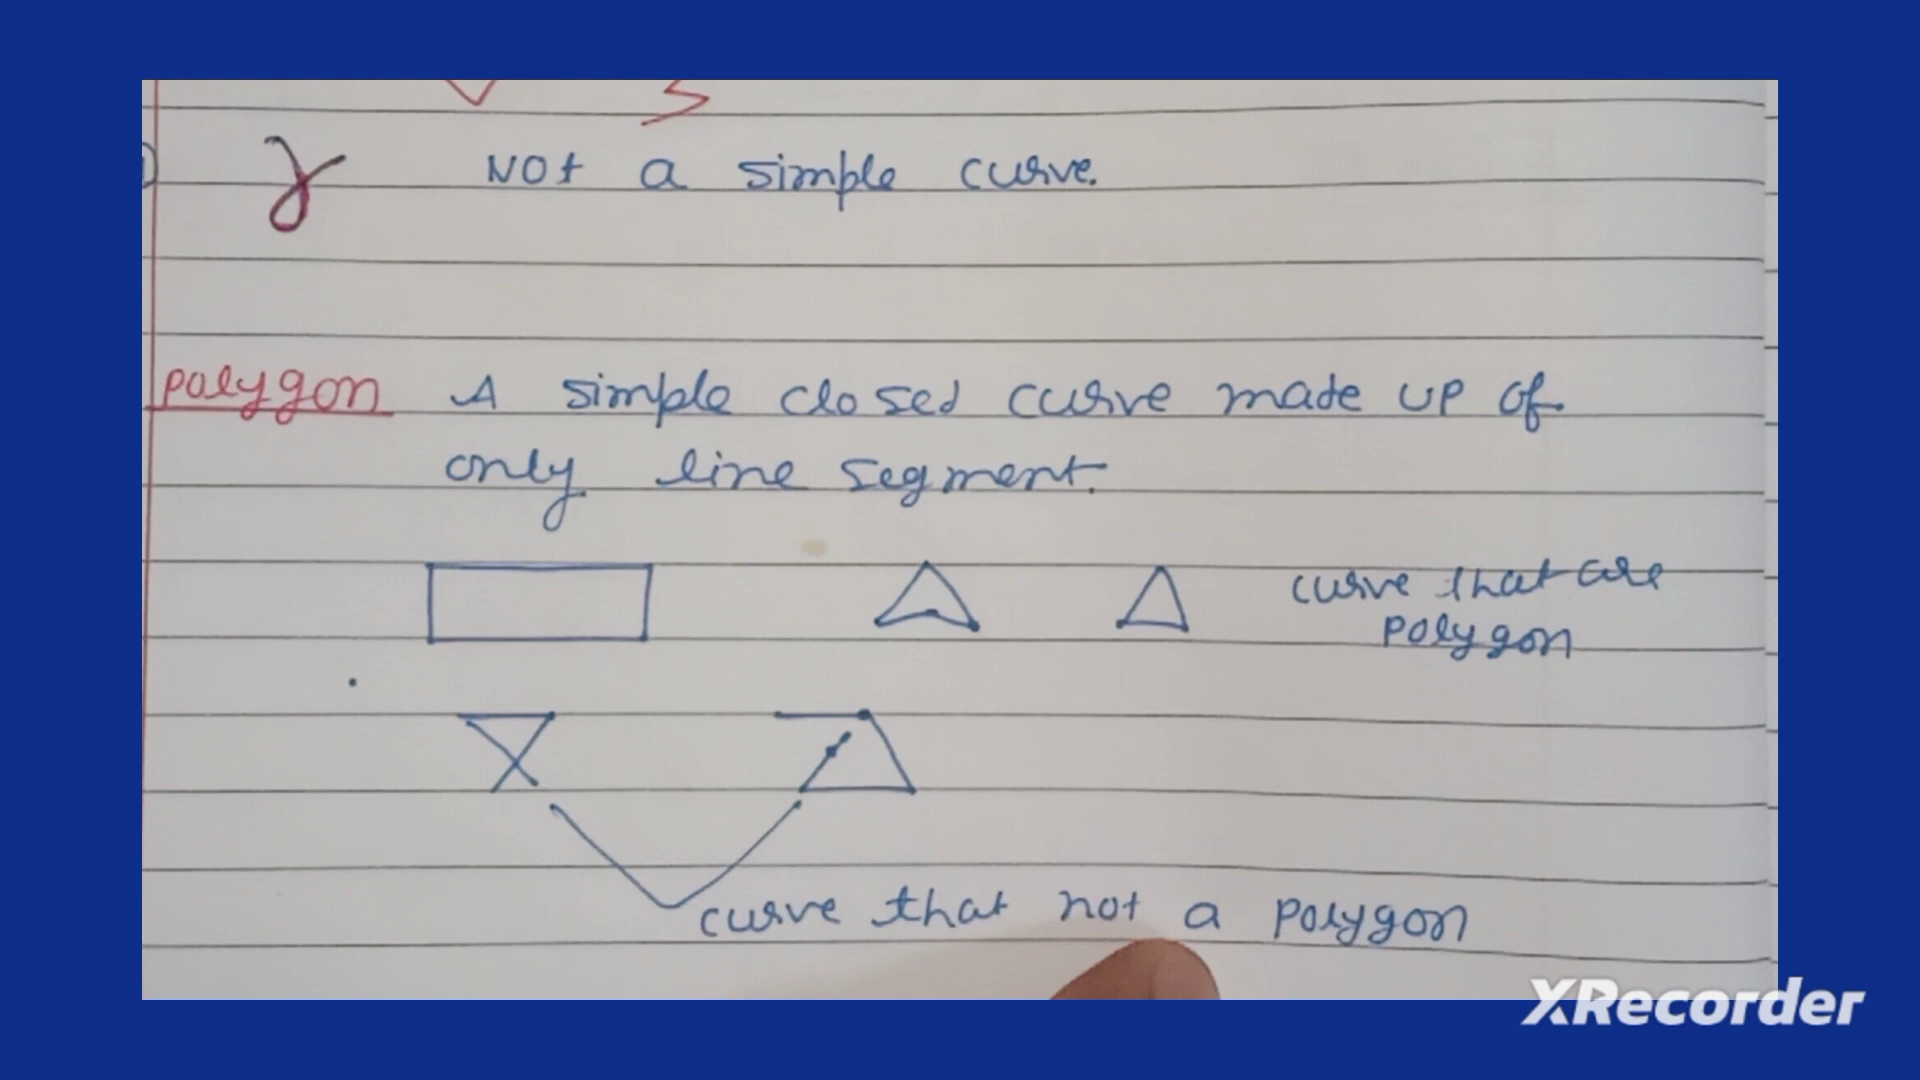 Not a simple curve.
polygon A simple closed curve made up of
only line segment.
curve that are
polygon
curve that not a polygon
XRecorder